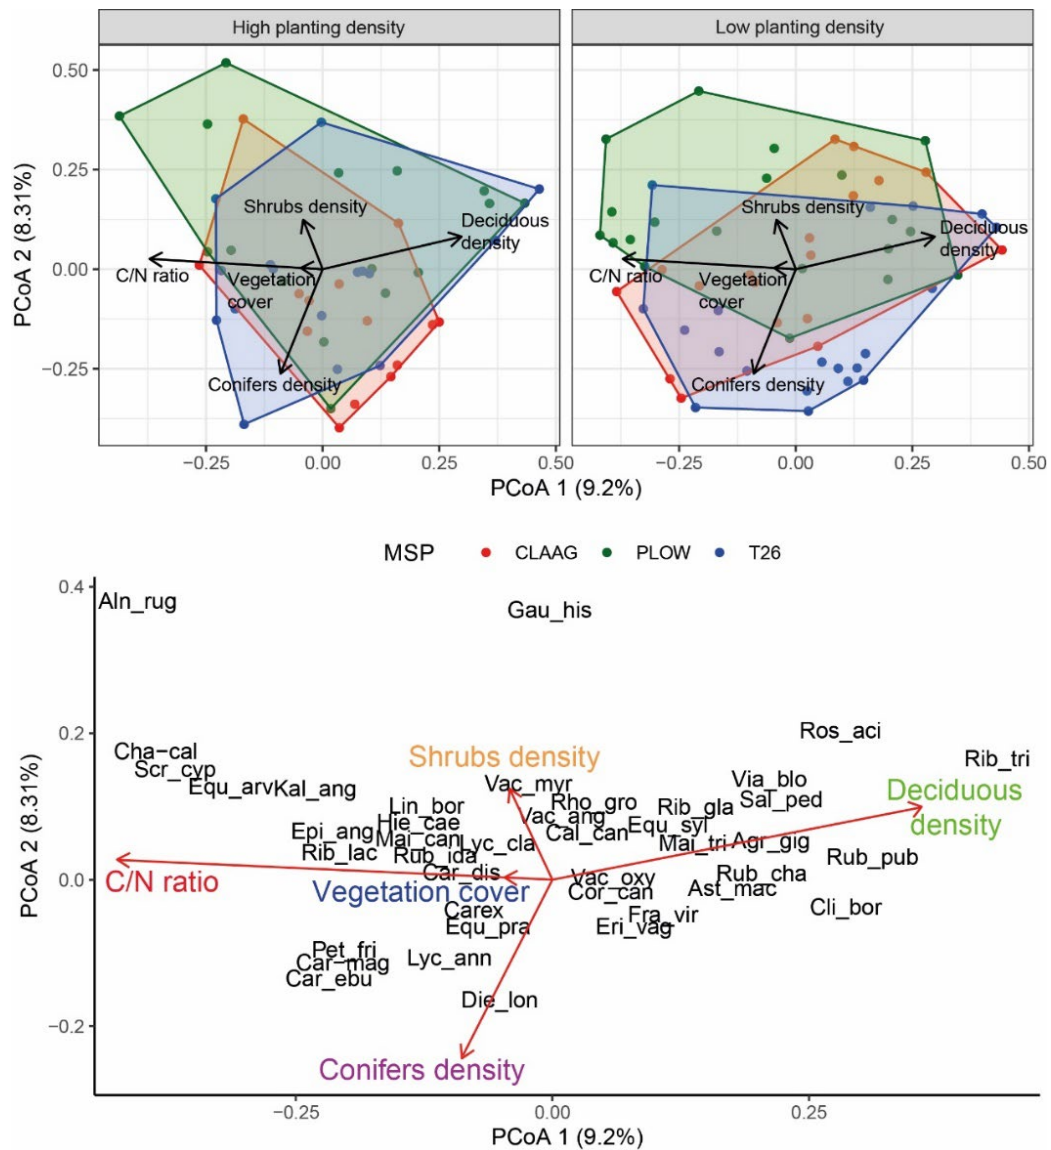 High planting density
Low planting density
PCoA 2 (8.31%)
0.50
0.25
0.00
−0.25
Shrubs density
Deciduous
density
C/N ratio
Vegetation
cover
Conifers density
Shrubs density
Deciduous
density
C/N ratio
Vegetation
cover
Conifers density
−0.25
0.00
0.25
0.50
−0.25
0.00
0.25
0.50
PCoA 1 (9.2%)
MSP
CLAAG
PLOW
T26
PCoA 2 (8.31%)
0.4
0.2
0.0
−0.2
Aln_rug
Gau_his
Ros_aci
Cha−cal
Rib_tri
Scr_cyp
Shrubs density
Equ_arv
Kal_ang
Vac_myr
Via_blo
Deciduous
density
Lin_bor
Rho_gro
Rib_gla
Sal_ped
Hie_cae
Vac_ang
Epi_ang
Mai_can
Lyc_cla
Cal_can
Equ_syl
Mai_tri
Agr_gig
Rib_lac
Rub_ida
Rub_pub
Car_dis
C/N ratio
Vegetation cover
Vac_oxy
Rub_cha
Cor_can
Ast_mac
Carex
Fra_vir
Cli_bor
Equ_pra
Eri_vag
Pet_fri
Car−mag
Lyc_ann
Car_ebu
Die_lon
Conifers density
−0.25
0.00
0.25
PCoA 1 (9.2%)